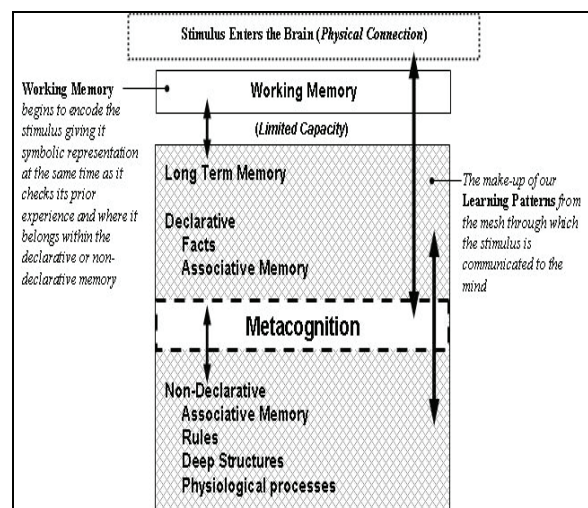 Stimulus Enters the Brain (Physical Connection)
Working Memory
begins to encode the
stimulus giving it
symbolic representation
at the same time as it
checks its prior
experience and where it
belongs within the
declarative or non-
declarative memory
Working Memory
(Limited Capacity)
Long Term Memory
Declarative
Facts
Associative Memory
The make-up of our
Learning Patterns from
the mesh through which
the stimulus is
communicated to the
mind
Metacognition
Non-Declarative
Associative Memory
Rules
Deep Structures
Physiological processes